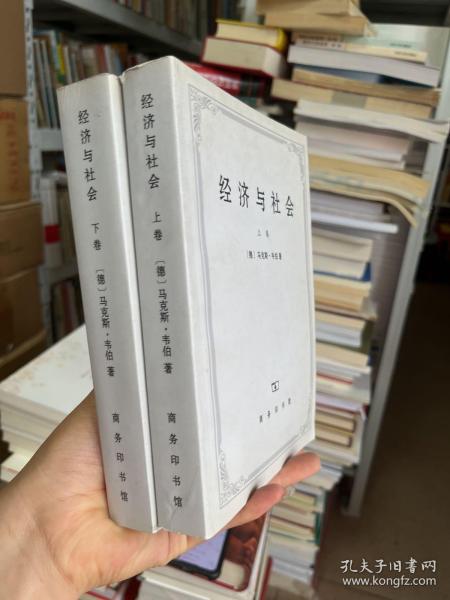 经济与社会
下卷
〔德〕马克斯·韦伯 著
商务印书馆
经济与社会
上卷
〔德〕马克斯·韦伯 著
商务印书馆
经济与社会
上卷
〔德〕马克斯·韦伯 著
商务印书馆
孔夫子旧书网
www.kongfz.com